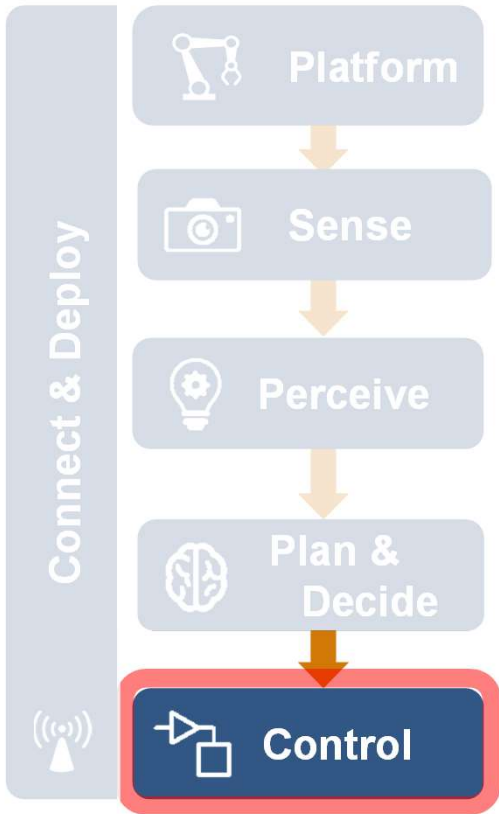 Platform
Sense
Perceive
Plan &
Decide
Control
Connect & Deploy